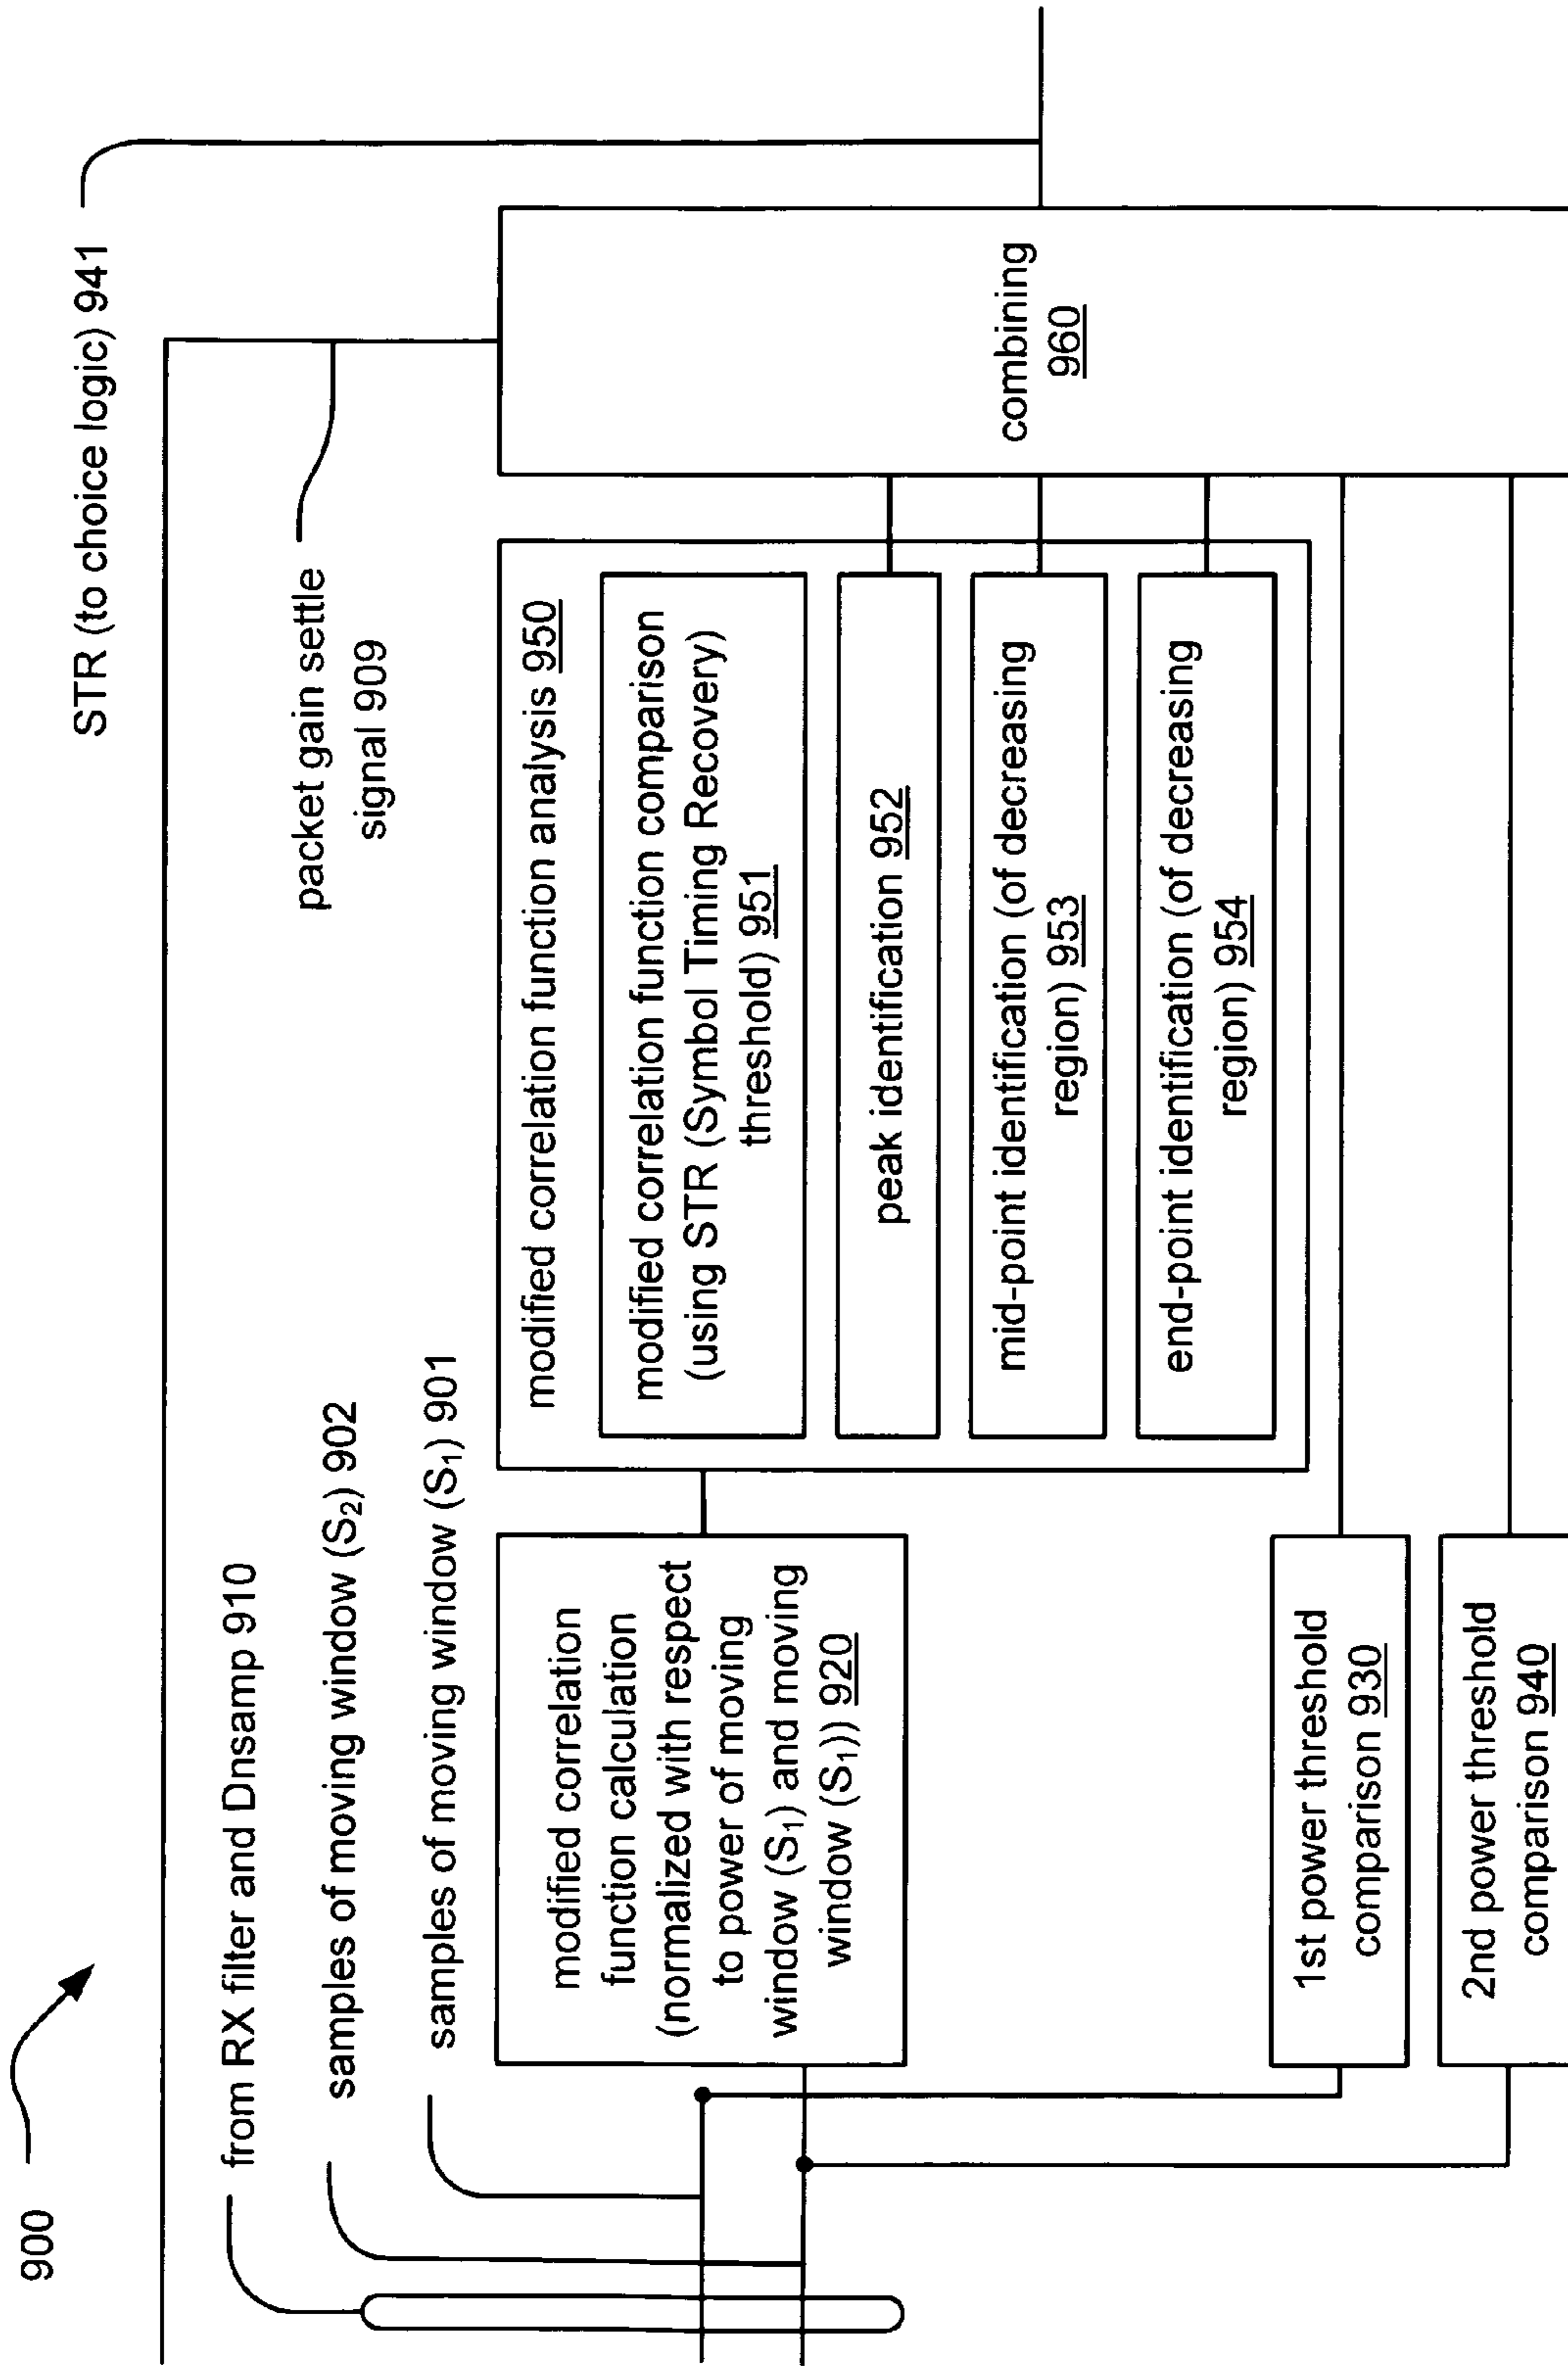 900
from RX filter and Dnsamp 910
samples of moving window (S₂) 902
samples of moving window (S₁) 901
modified correlation
function calculation
(normalized with respect
to power of moving
window (S₁) and moving
window (S₁)) 920
1st power threshold
comparison 930
2nd power threshold
comparison 940
packet gain settle
signal 909
modified correlation function analysis 950
modified correlation function comparison
(using STR (Symbol Timing Recovery)
threshold) 951
peak identification 952
mid-point identification (of decreasing
region) 953
end-point identification (of decreasing
region) 954
STR (to choice logic) 941
combining
960